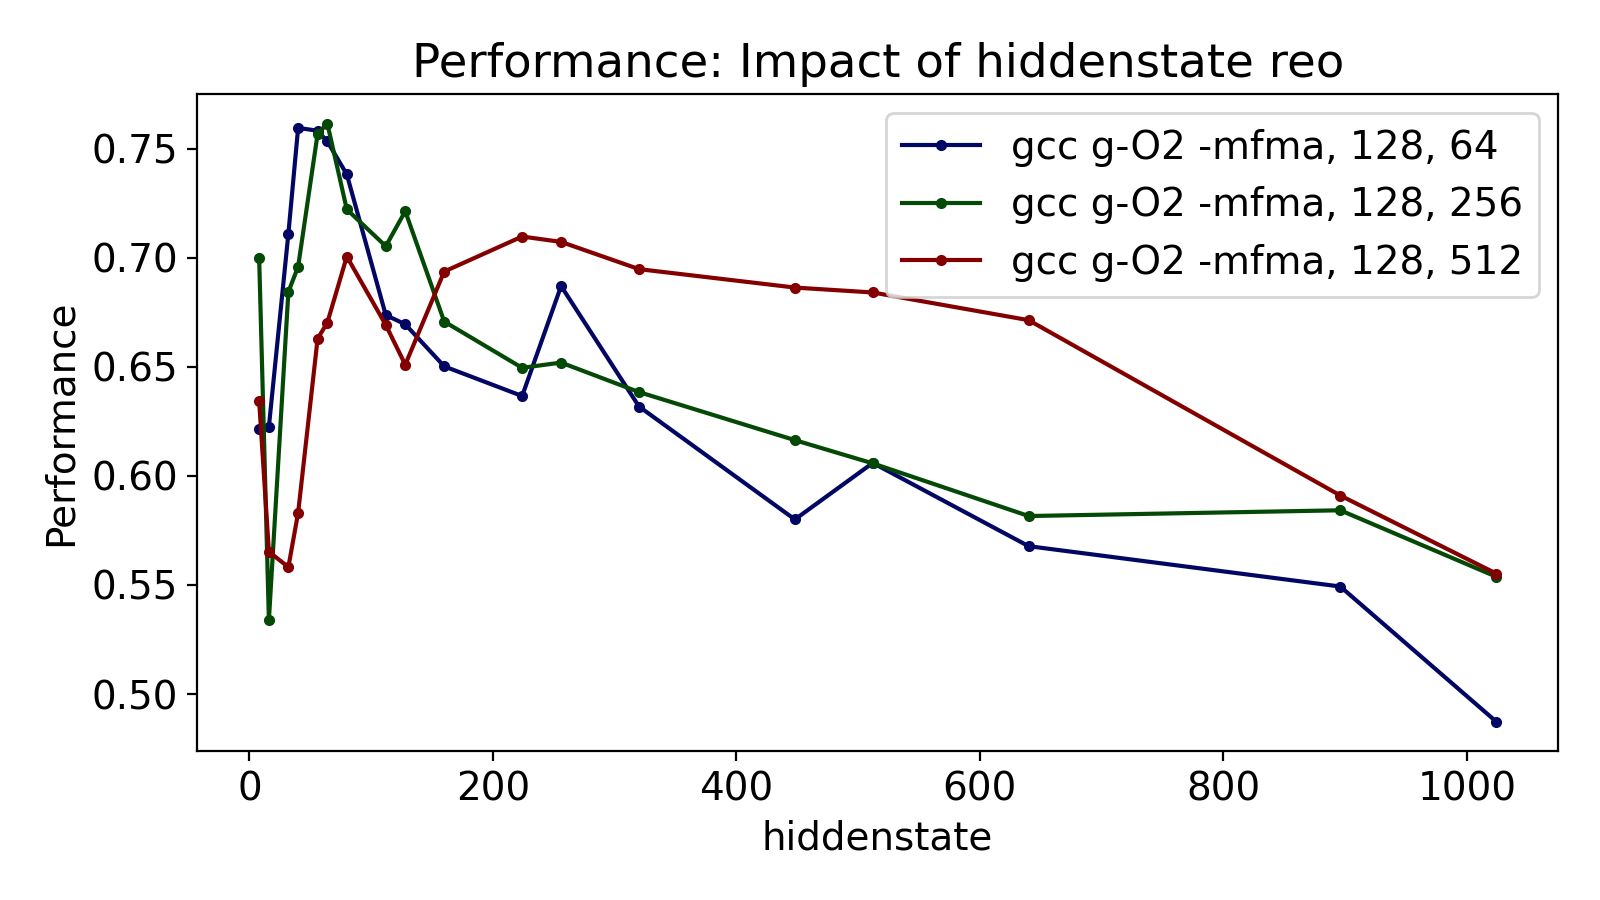 Performance: Impact of hiddenstate reo
gcc g-O2 -mfma, 128, 64
gcc g-O2 -mfma, 128, 256
gcc g-O2 -mfma, 128, 512
Performance
0.75
0.70
0.65
0.60
0.55
0.50
0 200 400 600 800 1000
hiddenstate